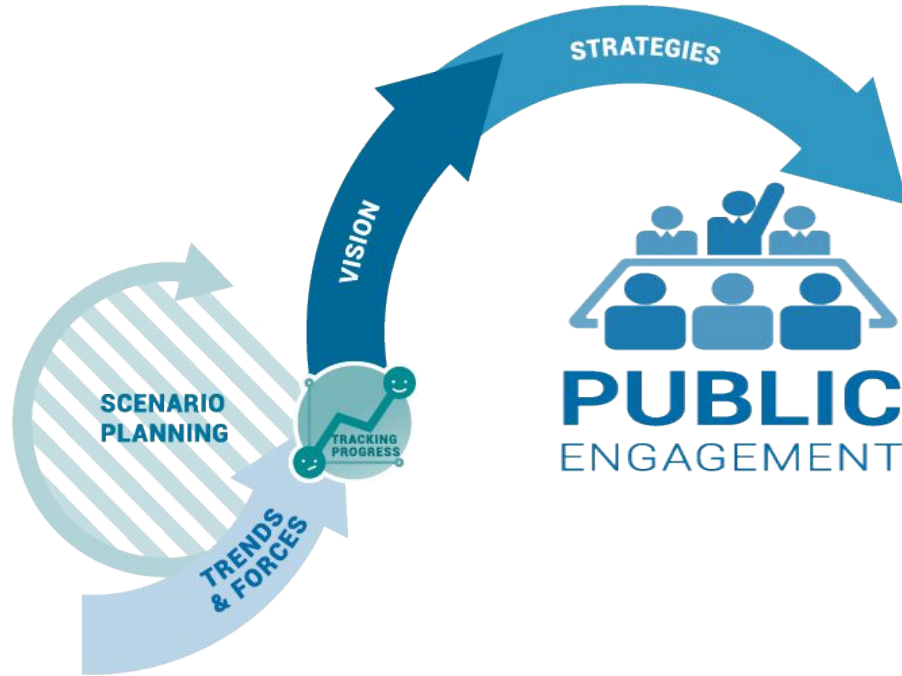 STRATEGIES
VISION
SCENARIO
PLANNING
TRACKING
PROGRESS
TRENDS
& FORCES
PUBLIC
ENGAGEMENT